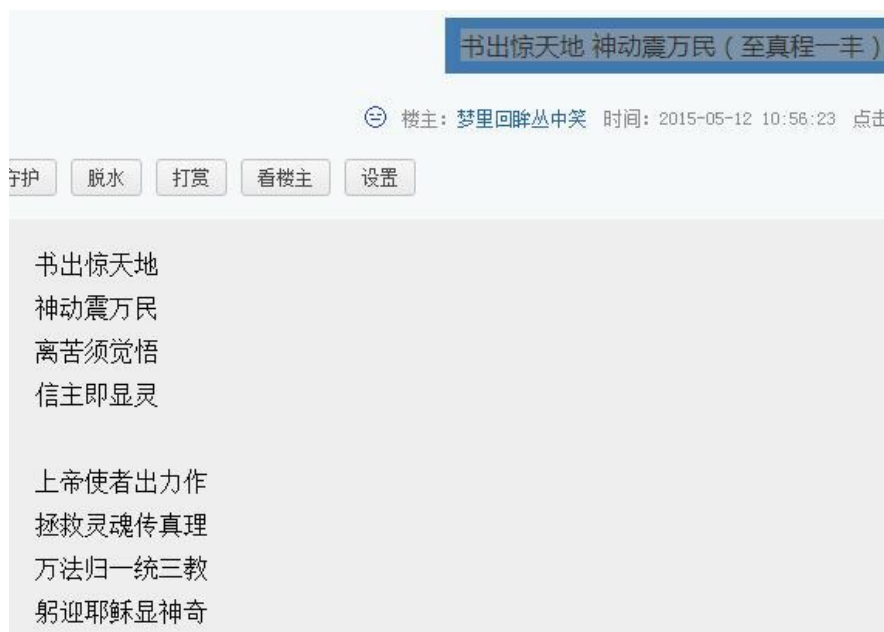 书出惊天地 神动震万民（至真程一丰）
楼主：梦里回眸丛中笑 时间：2015-05-12 10:56:23 点击
守护 脱水 打赏 看楼主 设置
书出惊天地
神动震万民
离苦须觉悟
信主即显灵
上帝使者出力作
拯救灵魂传真理
万法归一统三教
躬迎耶稣显神奇